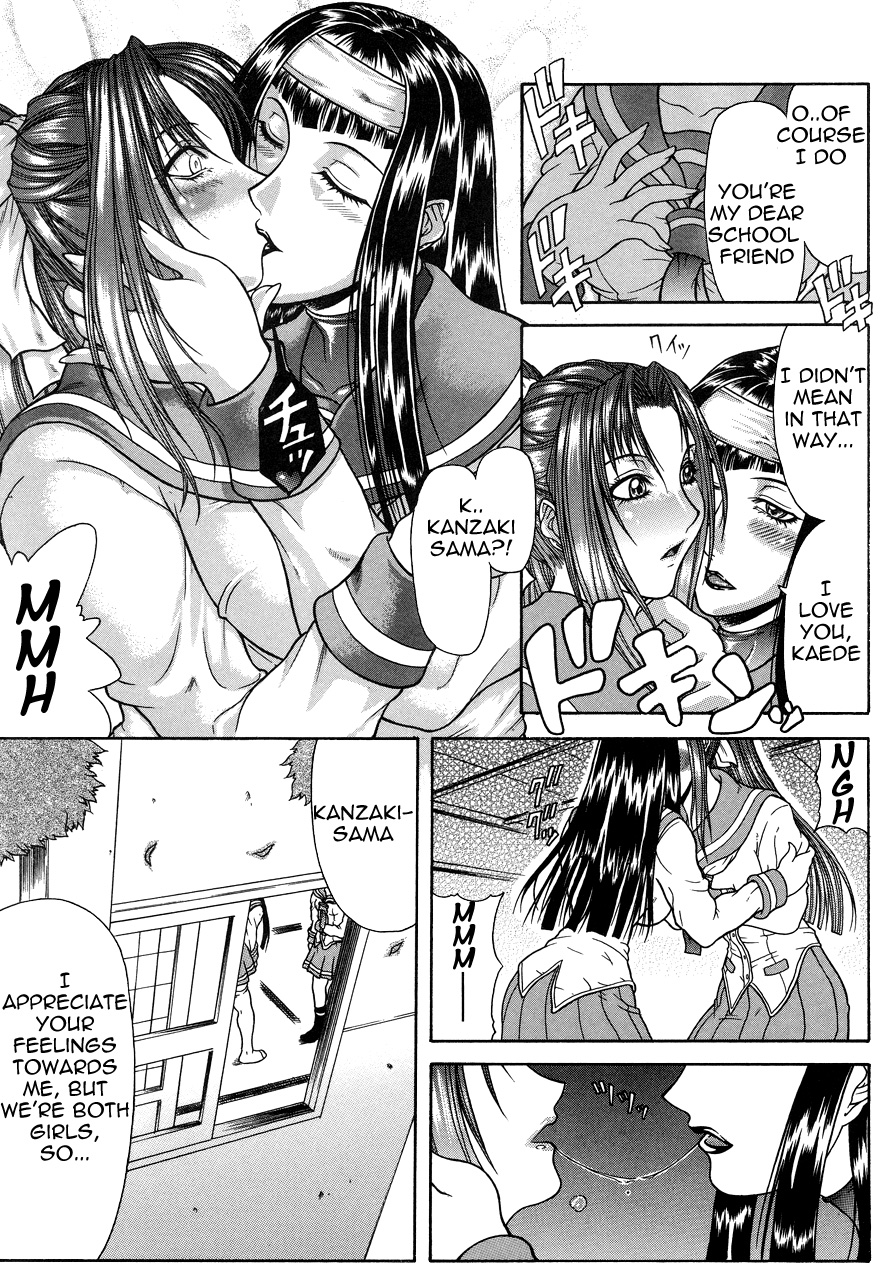 O..OF
COURSE
I DO
YOU'RE
MY DEAR
SCHOOL
FRIEND
ドキ
ドキ
ドキ
クイッ
I DIDN'T
MEAN
IN THAT
WAY...
I
LOVE
YOU,
KAEDE
ドキンッ
K..
KANZAKI
SAMA?!
チュッ
MMH
NGH
グッ
グッ
MMM—
KANZAKI-
SAMA
I
APPRECIATE
YOUR
FEELINGS
TOWARDS
ME, BUT
WE'RE BOTH
GIRLS,
SO...